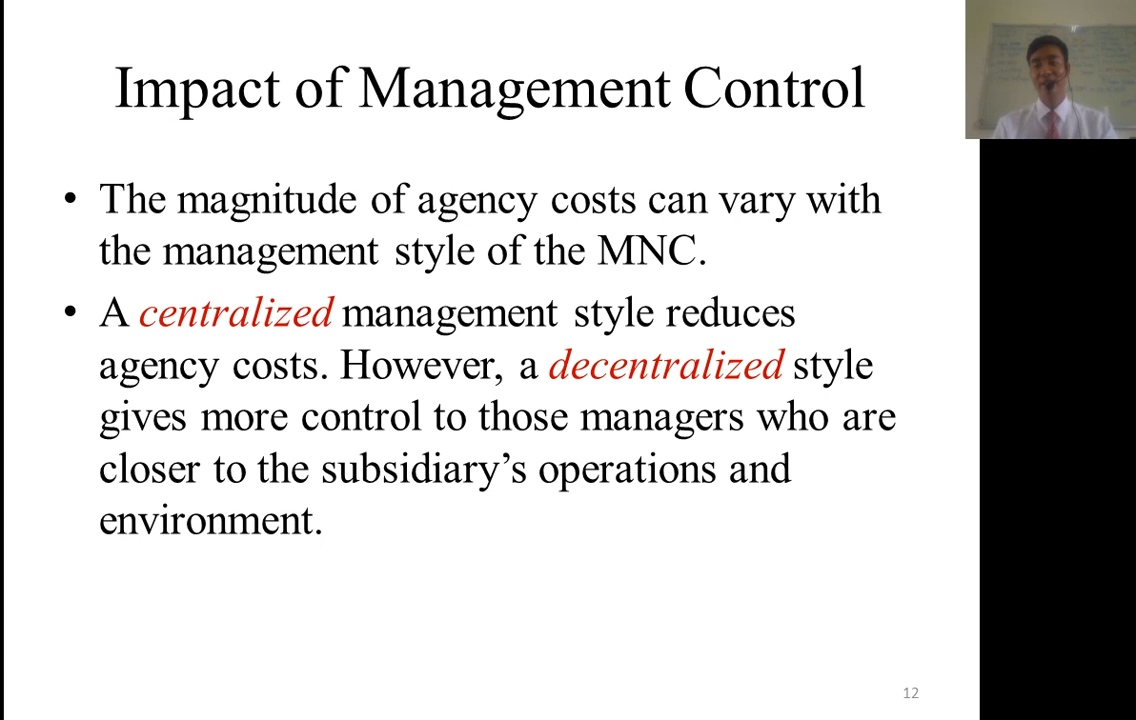 Impact of Management Control
• The magnitude of agency costs can vary with
the management style of the MNC.
• A centralized management style reduces
agency costs. However, a decentralized style
gives more control to those managers who are
closer to the subsidiary’s operations and
environment.
12